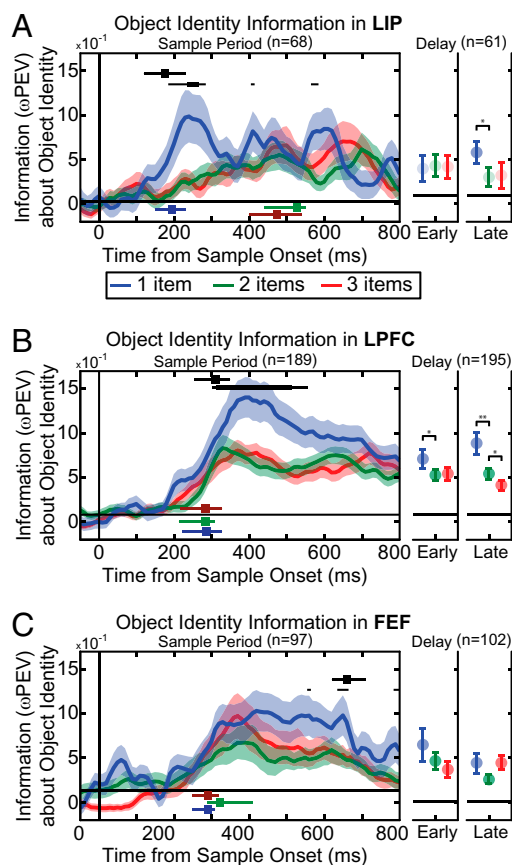 A
Object Identity Information in LIP
Sample Period (n=68)
Delay (n=61)
x10⁻¹
Information (ωPEV)
about Object Identity
15
10
5
0
0 200 400 600 800
Time from Sample Onset (ms)
*
Early Late
1 item 2 items 3 items
B
Object Identity Information in LPFC
Sample Period (n=189)
Delay (n=195)
x10⁻¹
Information (ωPEV)
about Object Identity
15
10
5
0
0 200 400 600 800
Time from Sample Onset (ms)
* ** *
Early Late
C
Object Identity Information in FEF
Sample Period (n=97)
Delay (n=102)
x10⁻¹
Information (ωPEV)
about Object Identity
15
10
5
0
0 200 400 600 800
Time from Sample Onset (ms)
Early Late